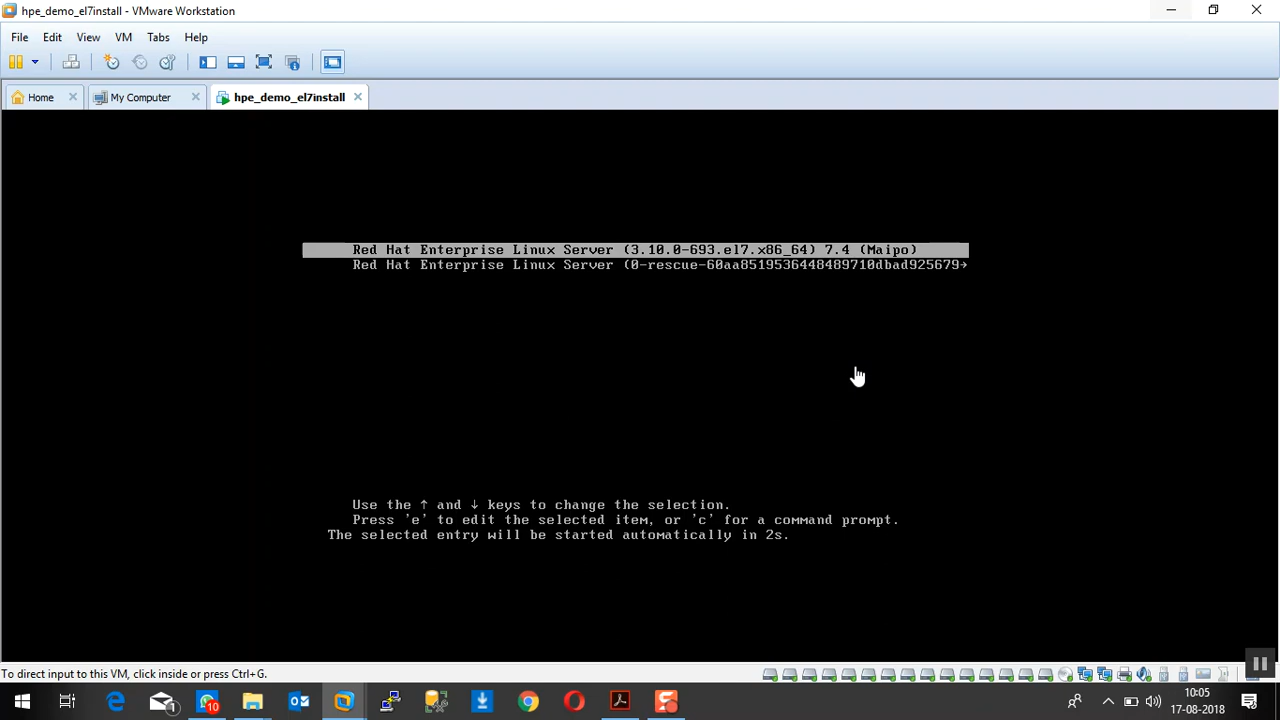 hpe_demo_el7install - VMware Workstation
File Edit View VM Tabs Help
Home My Computer hpe_demo_el7install
Red Hat Enterprise Linux Server (3.10.0-693.el7.x86_64) 7.4 (Maipo)
Red Hat Enterprise Linux Server (0-rescue-60aa8519536448489710dbad925679→
Use the ↑ and ↓ keys to change the selection.
Press 'e' to edit the selected item, or 'c' for a command prompt.
The selected entry will be started automatically in 2s.
To direct input to this VM, click inside or press Ctrl+G.
1
10
10:05
17-08-2018